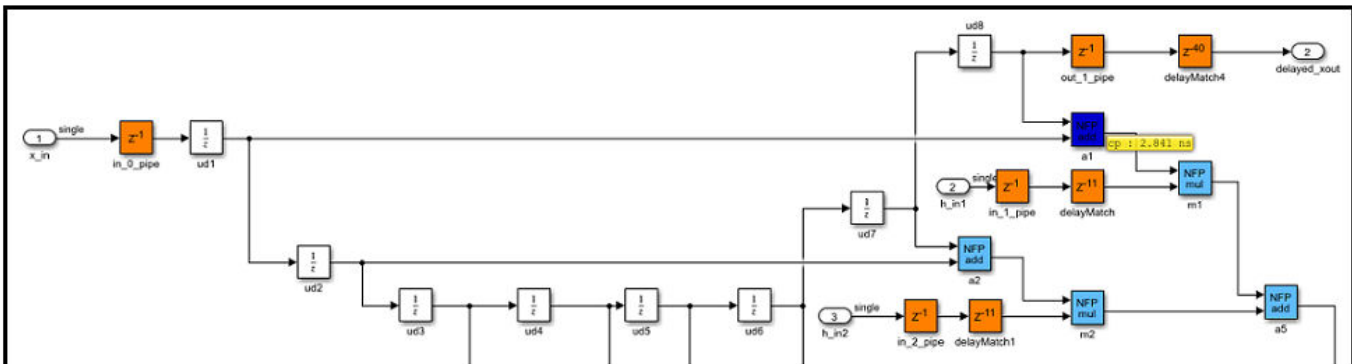 ud8
1
z
z-1
z-40
2
out_1_pipe
delayMatch4
delayed_xout
1
single
z-1
1
z
NFP
add
cp : 2.841 ns
x_in
in_0_pipe
ud1
a1
2
single
z-1
z-11
NFP
mul
h_in1
in_1_pipe
delayMatch
m1
1
z
ud7
1
z
NFP
add
ud2
a2
1
z
1
z
1
z
1
z
3
single
z-1
z-11
NFP
mul
NFP
add
ud3
ud4
ud5
ud6
h_in2
in_2_pipe
delayMatch1
m2
a5